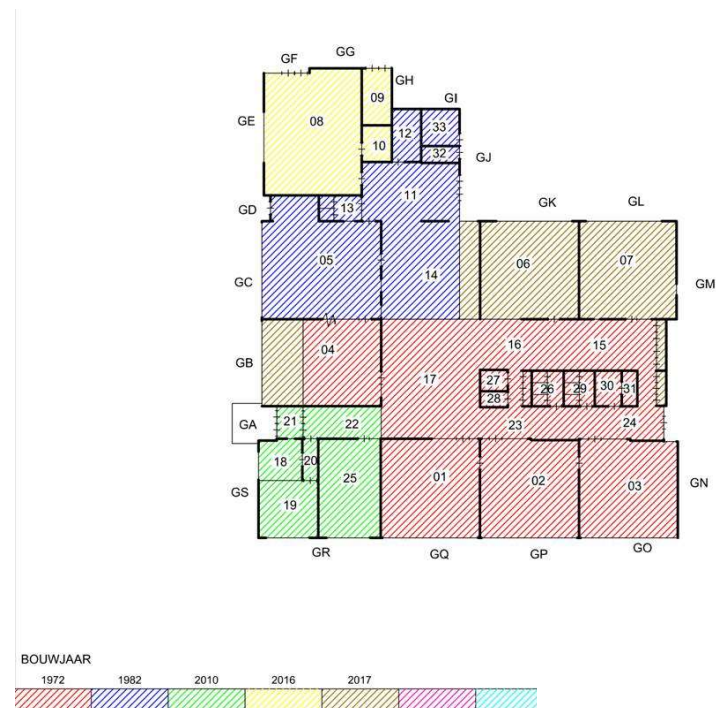 GF GG
GH
GI
GE 08 09
33
12
10 32 GJ
11
GD 13 GK GL
05 06 07
GC 14 GM
16 15
GB 04
17 27 26 29 30 31
28
GA 21 22 23 24
18 20
25 01 02 03 GN
GS 19
GR GQ GP GO
BOUWJAAR
1972 1982 2010 2016 2017